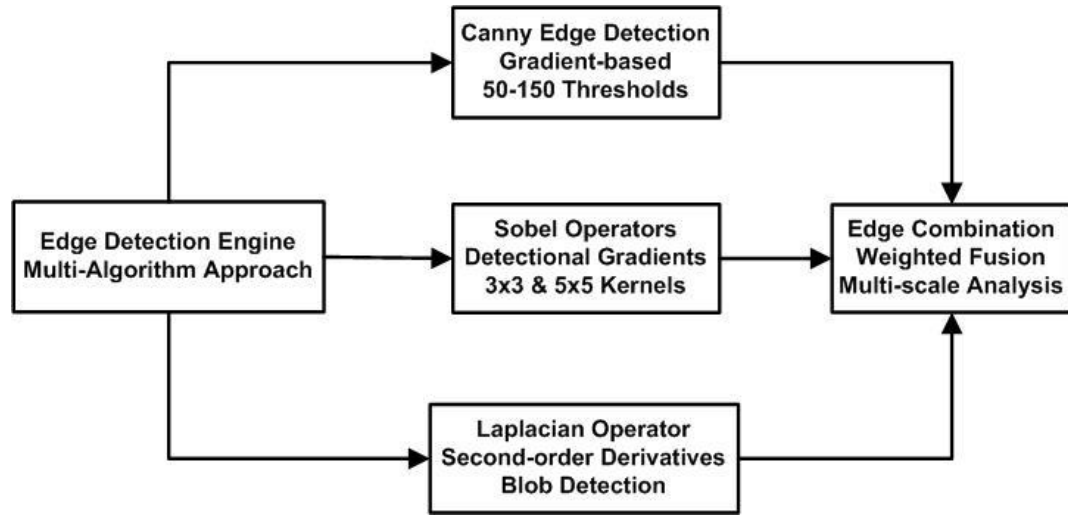 Canny Edge Detection
Gradient-based
50-150 Thresholds
Edge Detection Engine
Multi-Algorithm Approach
Sobel Operators
Detectional Gradients
3x3 & 5x5 Kernels
Edge Combination
Weighted Fusion
Multi-scale Analysis
Laplacian Operator
Second-order Derivatives
Blob Detection